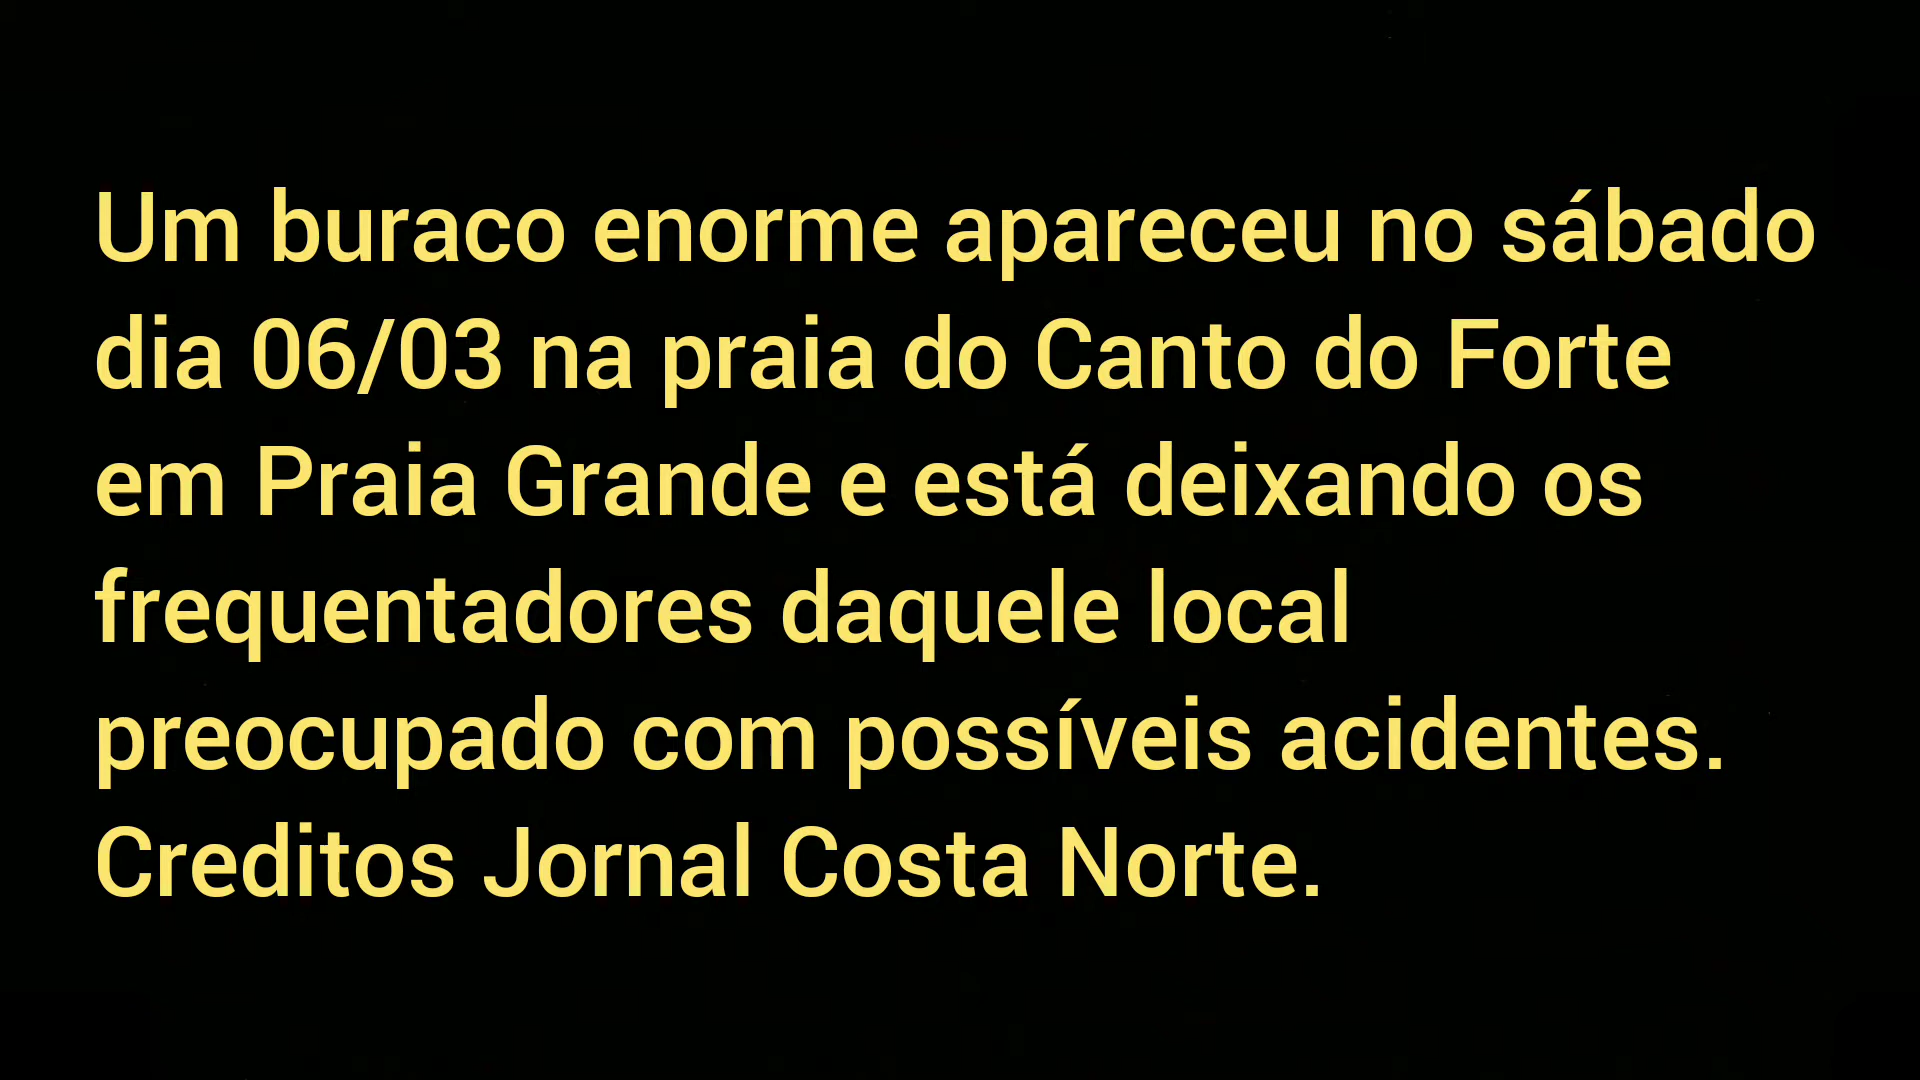 Um buraco enorme apareceu no sábado
dia 06/03 na praia do Canto do Forte
em Praia Grande e está deixando os
frequentadores daquele local
preocupado com possíveis acidentes.
Creditos Jornal Costa Norte.